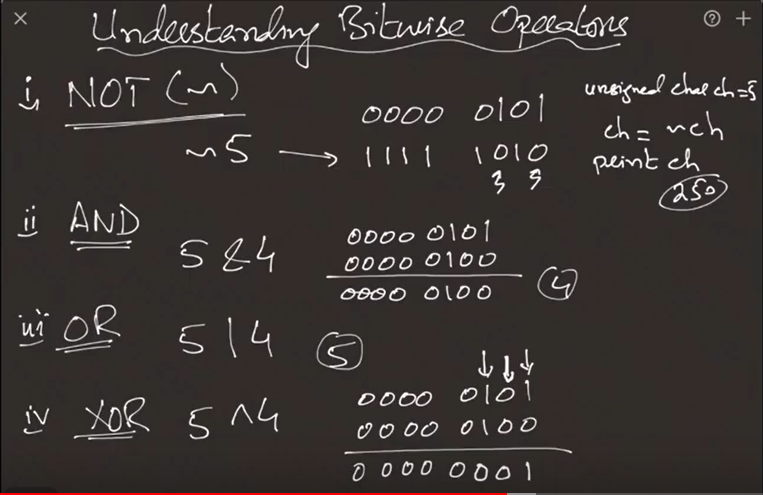 Understanding Bitwise Operators
i, NOT (~)
~5 → 0000 0101
1111 1010
unsigned char ch=5
ch = ~ch
print ch
250
ii AND
5 & 4
0000 0101
0000 0100
0000 0100
4
iii OR
5 | 4
5
iv XOR
5 ^ 4
0000 0101
0000 0100
0 000 0001